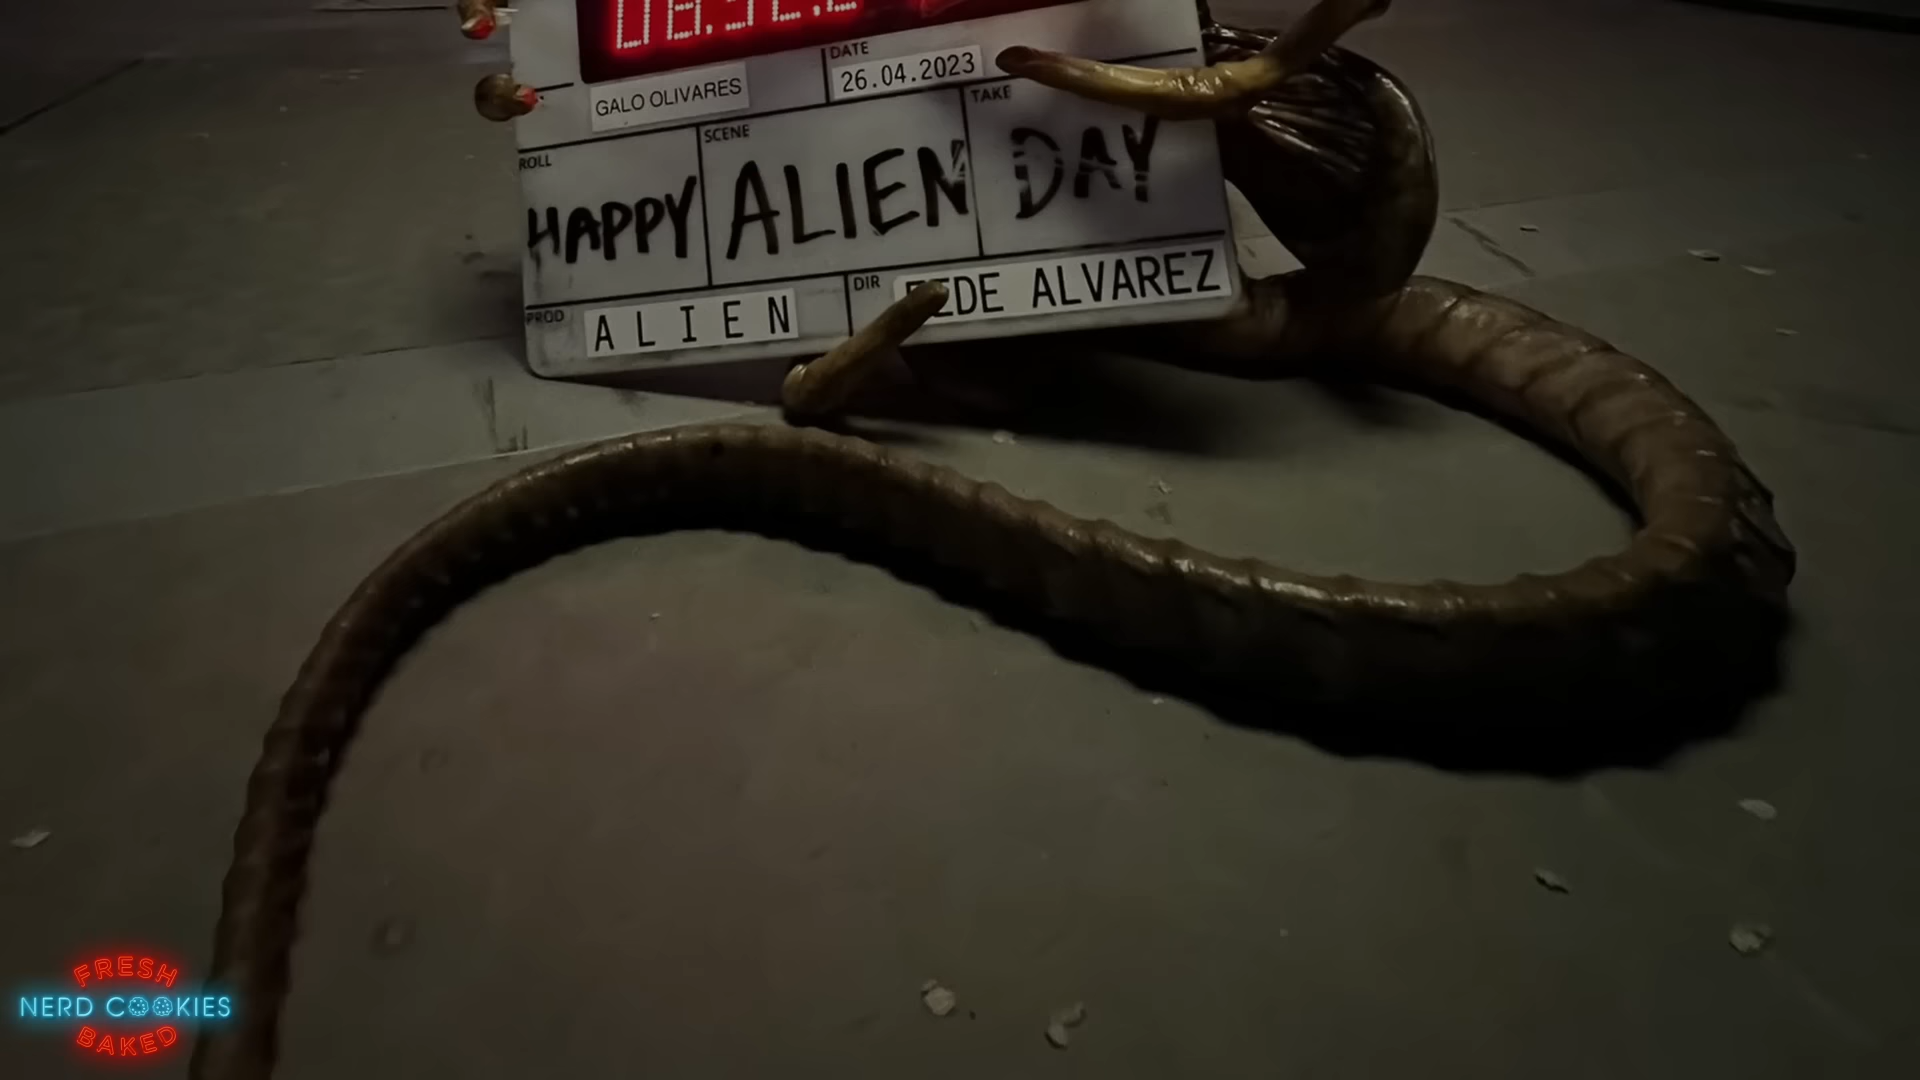 DATE
GALO OLIVARES
26.04.2023
ROLL
SCENE
TAKE
HAPPY ALIEN DAY
PROD
ALIEN
DIR
ALVAREZ
FRESH
NERD COOKIES
BAKED